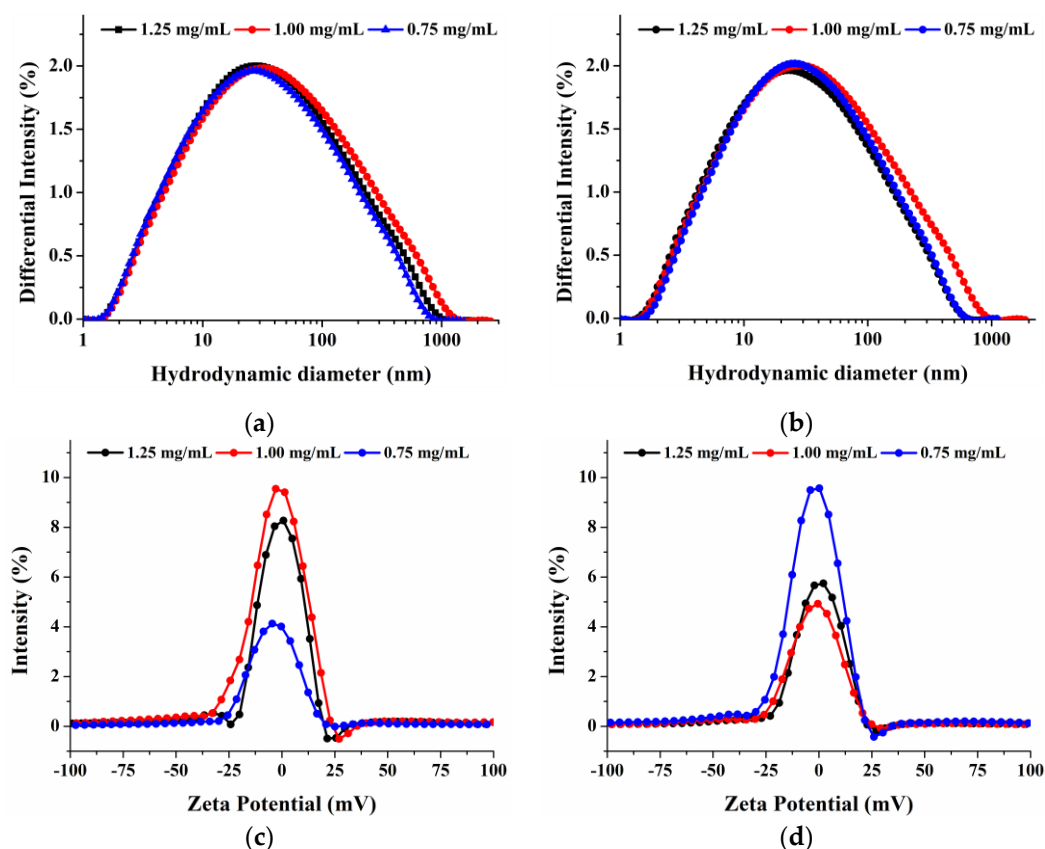 1.25 mg/mL 1.00 mg/mL 0.75 mg/mL
2.0
1.5
1.0
0.5
0.0
Differential Intensity (%)
1 10 100 1000
Hydrodynamic diameter (nm)
(a)
1.25 mg/mL 1.00 mg/mL 0.75 mg/mL
2.0
1.5
1.0
0.5
0.0
Differential Intensity (%)
1 10 100 1000
Hydrodynamic diameter (nm)
(b)
1.25 mg/mL 1.00 mg/mL 0.75 mg/mL
10
8
6
4
2
0
Intensity (%)
-100 -75 -50 -25 0 25 50 75 100
Zeta Potential (mV)
(c)
1.25 mg/mL 1.00 mg/mL 0.75 mg/mL
10
8
6
4
2
0
Intensity (%)
-100 -75 -50 -25 0 25 50 75 100
Zeta Potential (mV)
(d)